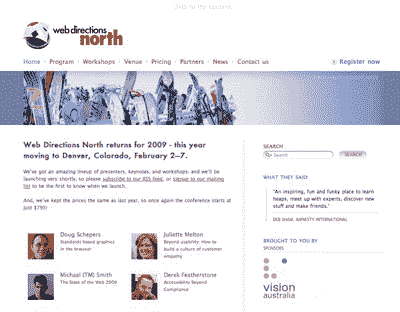 Skip to the content
web directions
north
Home · Program · Workshops · Venue · Pricing · Partners · News · Contact us
Register now
Web Directions North returns for 2009 - this year
moving to Denver, Colorado, February 2–7.
We've got an amazing lineup of presenters, keynotes, and workshops, and we'll be
launching very shortly, so please subscribe to our RSS feed, or signup to our mailing
list to be the first to know when we launch.
And, we've kept the prices the same as last year, so once again the conference starts at
just $795!
Doug Schepers
Standards based graphics
in the browser
Juliette Melton
Beyond usability: How to
build a culture of customer
empathy
Michael (TM) Smith
The State of the Web 2009
Derek Featherstone
Accessibility Beyond
Compliance
SEARCH
Search
SEARCH
WHAT THEY SAID:
"An inspiring, fun and funky place to learn
heaps, meet up with experts, discover new
stuff and make friends."
BROUGHT TO YOU BY
SPONSORS
vision
australia